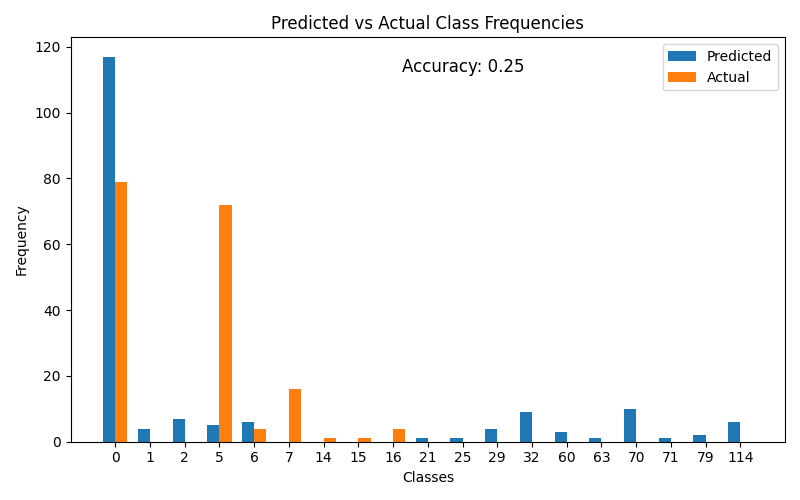 Predicted vs Actual Class Frequencies
Accuracy: 0.25
Predicted
Actual
Frequency
120
100
80
60
40
20
0
0 1 2 5 6 7 14 15 16 21 25 29 32 60 63 70 71 79 114
Classes